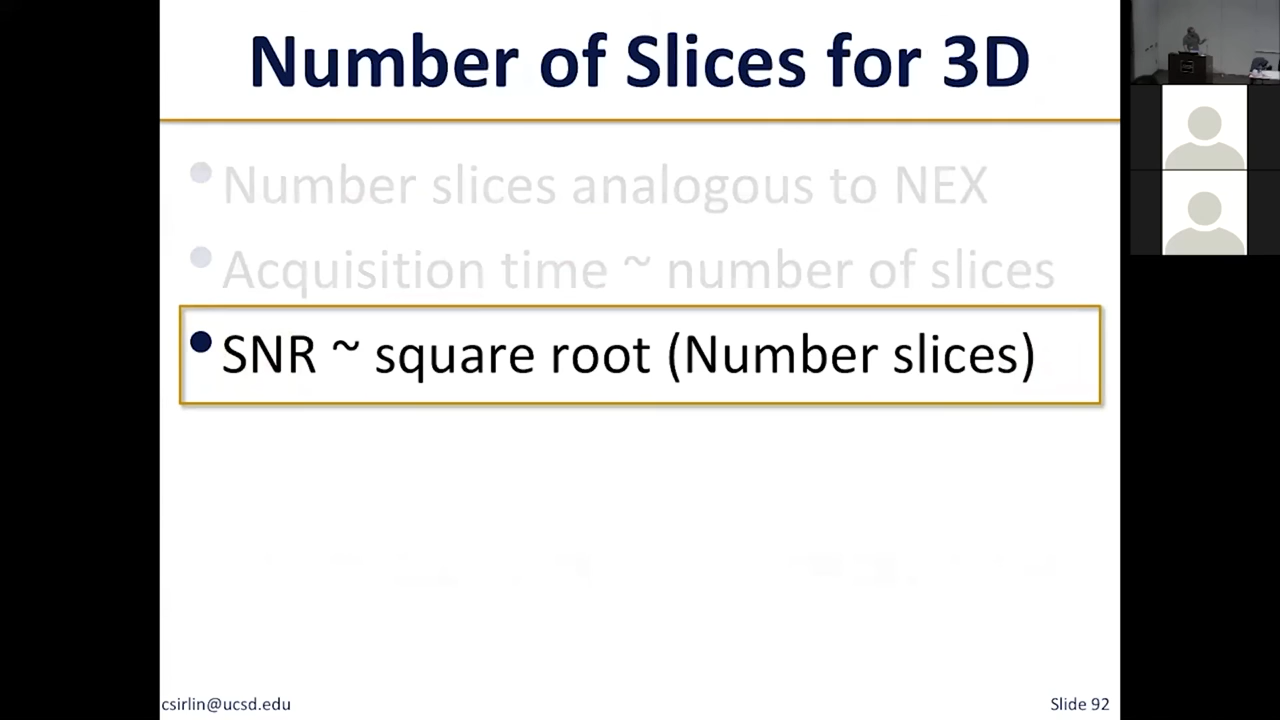 Number of Slices for 3D
• Number slices analogous to NEX
• Acquisition time ~ number of slices
• SNR ~ square root (Number slices)
csirlin@ucsd.edu
Slide 92